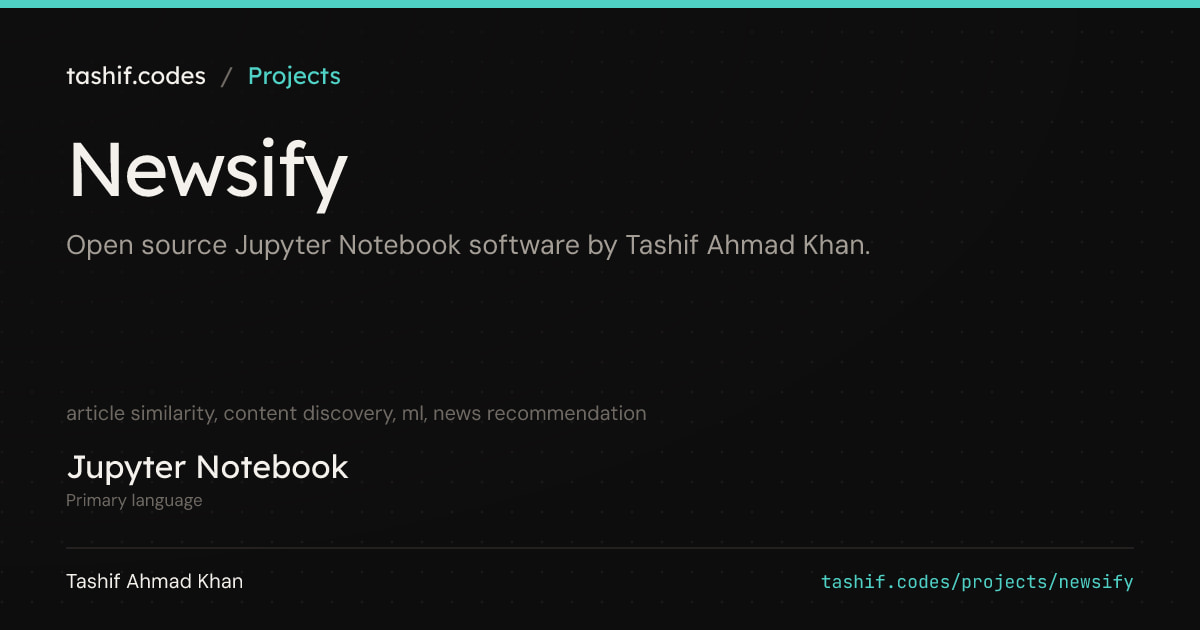 tashif.codes / Projects
Newsify
Open source Jupyter Notebook software by Tashif Ahmad Khan.
article similarity, content discovery, ml, news recommendation
Jupyter Notebook
Primary language
Tashif Ahmad Khan
tashif.codes/projects/newsify